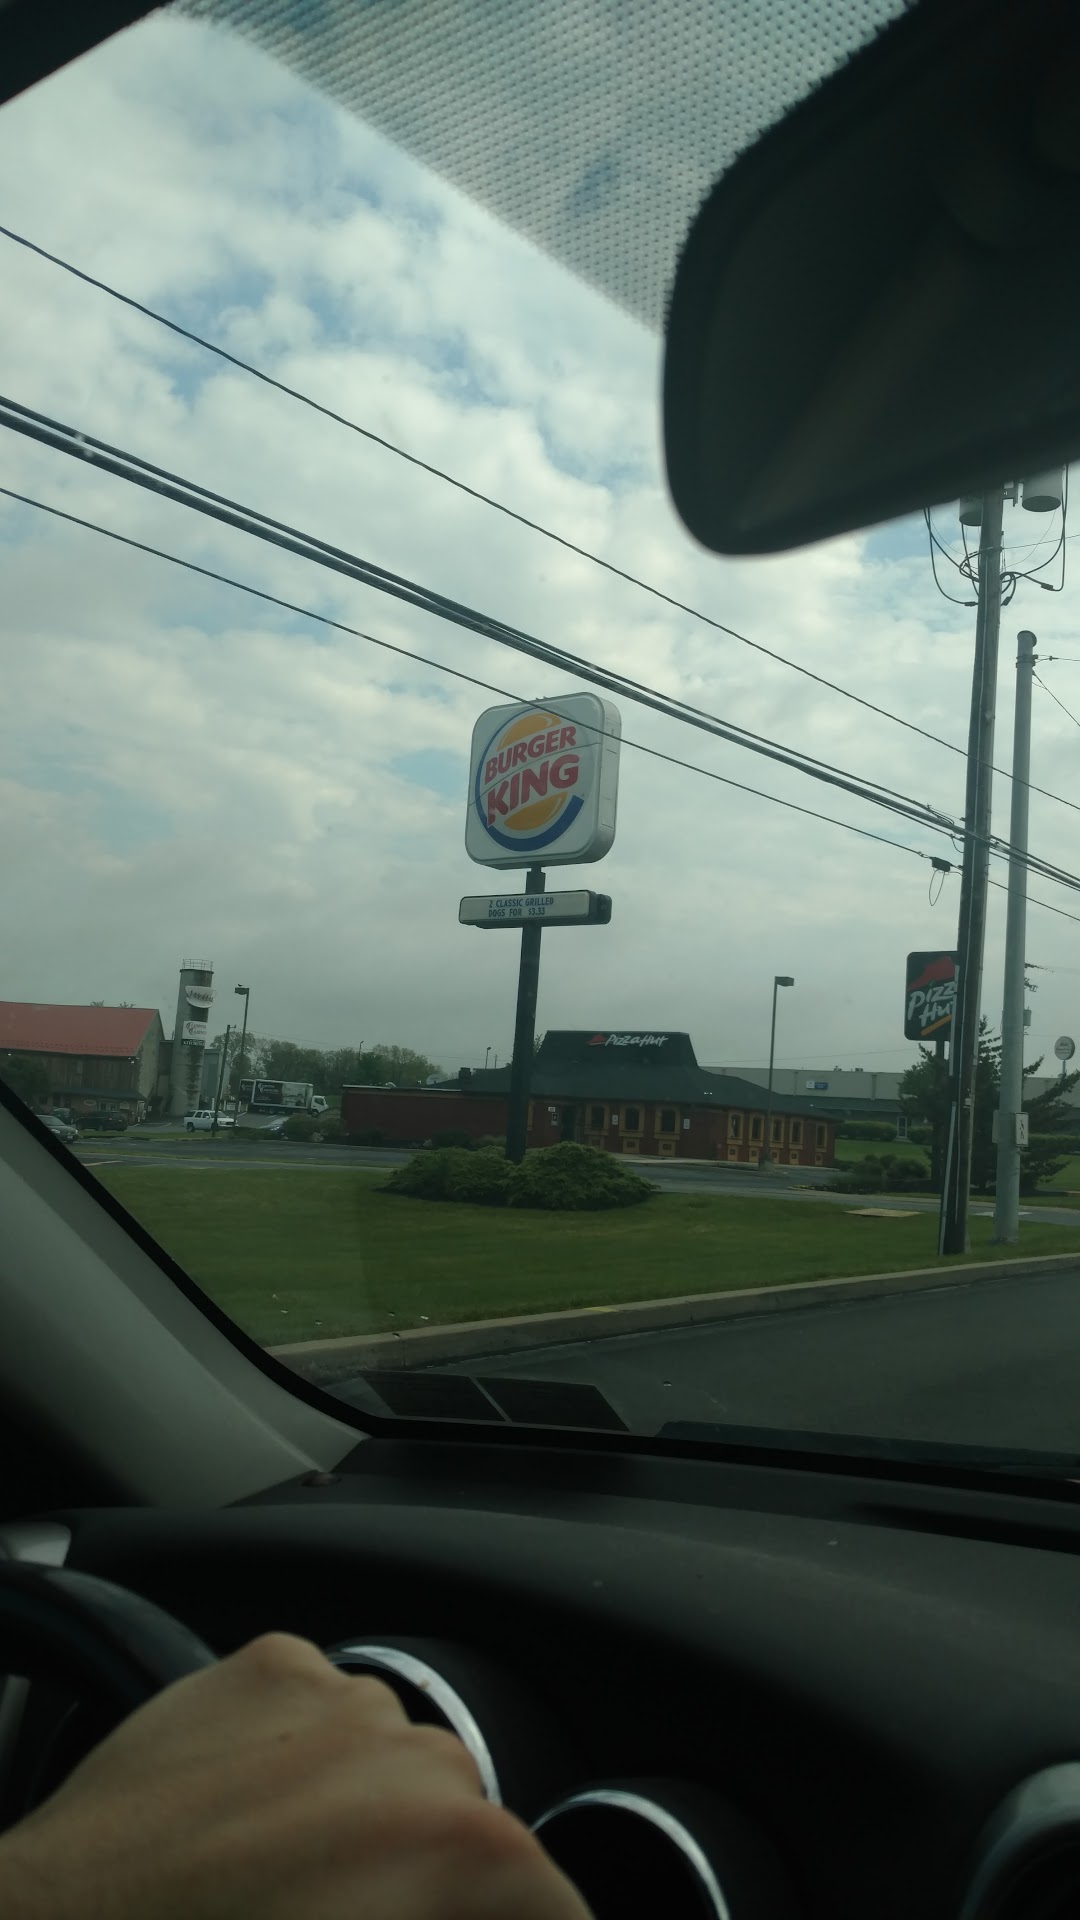 BURGER
KING
2 CLASSIC GRILLED
DOGS FOR $3.33
Pizza Hut
Pizza
Hut